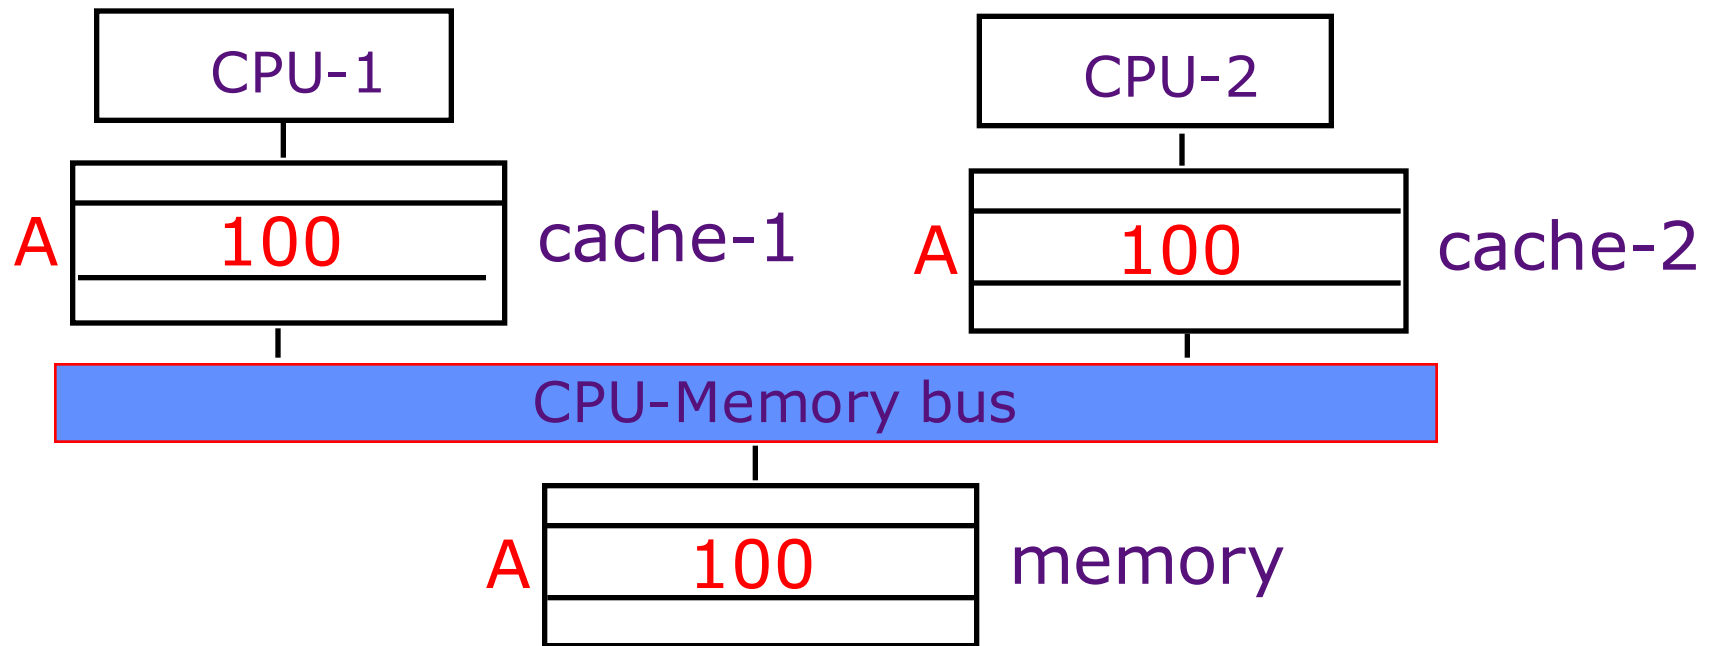 CPU-1
CPU-2
A 100 cache-1
A 100 cache-2
CPU-Memory bus
A 100 memory